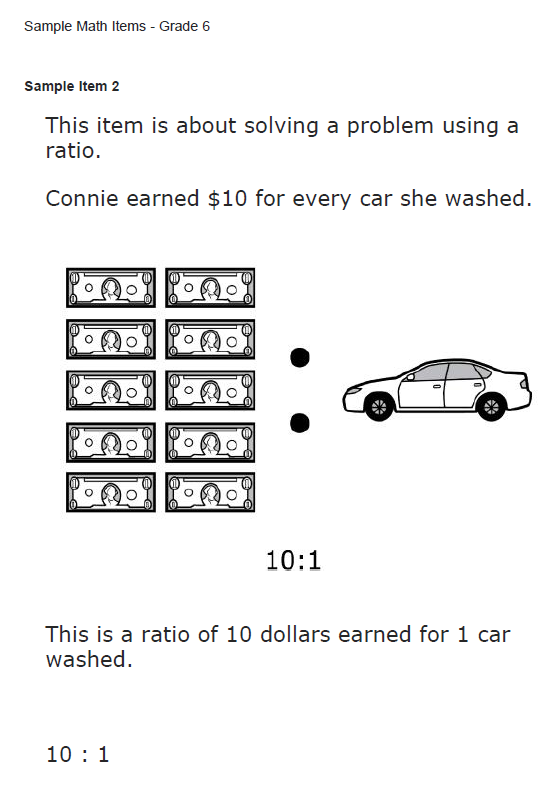 Sample Math Items - Grade 6
Sample Item 2
This item is about solving a problem using a
ratio.
Connie earned $10 for every car she washed.
10:1
This is a ratio of 10 dollars earned for 1 car
washed.
10 : 1